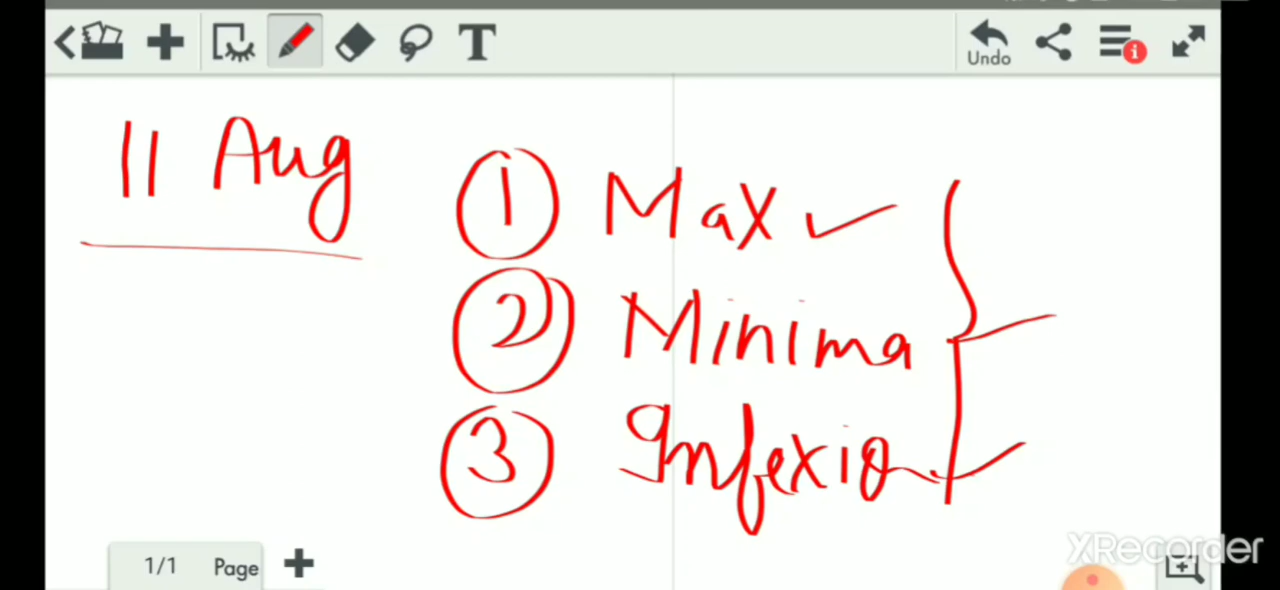 Undo
11 Aug
1 Max ✓
2 Minima
3 Infexion
1/1 Page
XRecorder